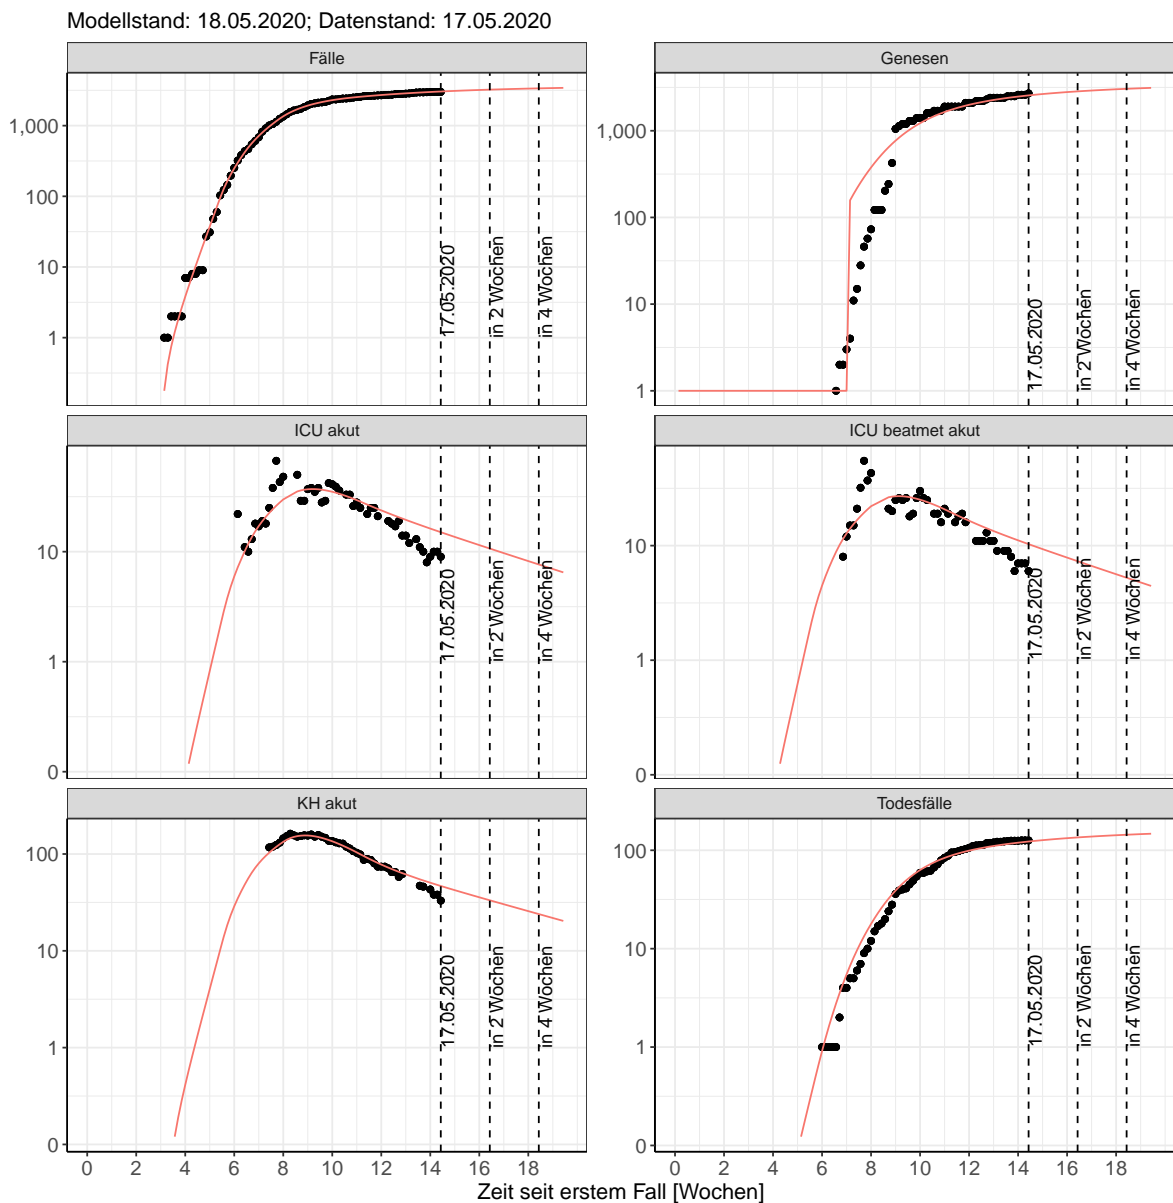 Modellstand: 18.05.2020; Datenstand: 17.05.2020
Fälle
Genesen
1,000
100
10
1
17.05.2020
in 2 Wochen
in 4 Wochen
1,000
100
10
1
17.05.2020
in 2 Wochen
in 4 Wochen
ICU akut
ICU beatmet akut
10
1
0
17.05.2020
in 2 Wochen
in 4 Wochen
10
1
0
17.05.2020
in 2 Wochen
in 4 Wochen
KH akut
Todesfälle
100
10
1
0
17.05.2020
in 2 Wochen
in 4 Wochen
100
10
1
0
17.05.2020
in 2 Wochen
in 4 Wochen
0 2 4 6 8 10 12 14 16 18
0 2 4 6 8 10 12 14 16 18
Zeit seit erstem Fall [Wochen]